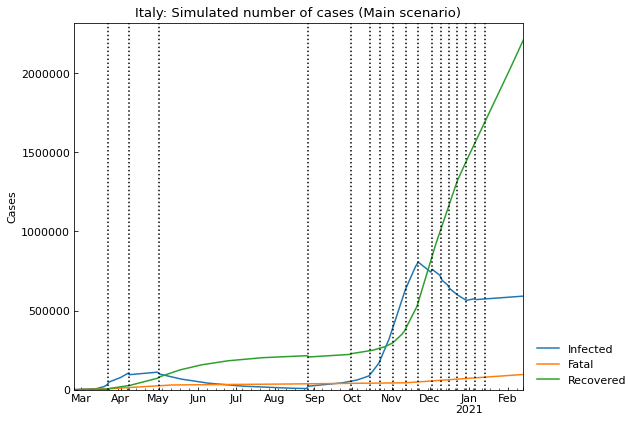 Italy: Simulated number of cases (Main scenario)
2000000
1500000
1000000
500000
0
Cases
Mar Apr May Jun Jul Aug Sep Oct Nov Dec Jan Feb
2021
Infected
Fatal
Recovered